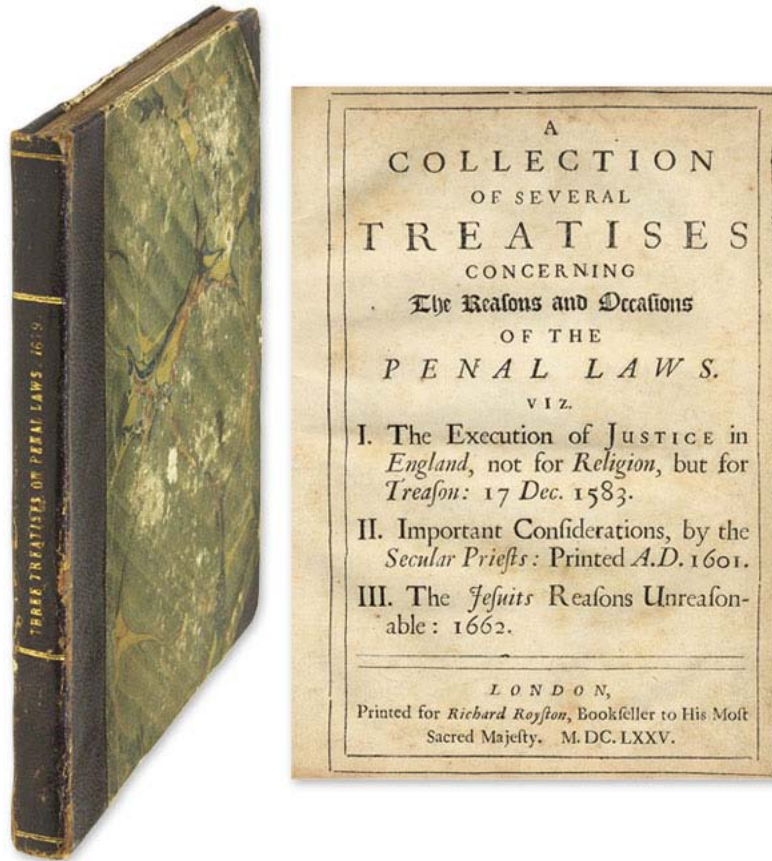 THREE TREATISES ON PENAL LAWS 1679.
A
COLLECTION
OF SEVERAL
TREATISES
CONCERNING
The Reaſons and Occaſions
OF THE
PENAL LAWS.
VIZ.
I. The Execution of JUSTICE in
England, not for Religion, but for
Treaſon: 17 Dec. 1583.
II. Important Conſiderations, by the
Secular Prieſts: Printed A.D. 1601.
III. The Jeſuits Reaſons Unreaſon-
able: 1662.
LONDON,
Printed for Richard Royſton, Bookſeller to His Moſt
Sacred Majeſty. M. DC. LXXV.